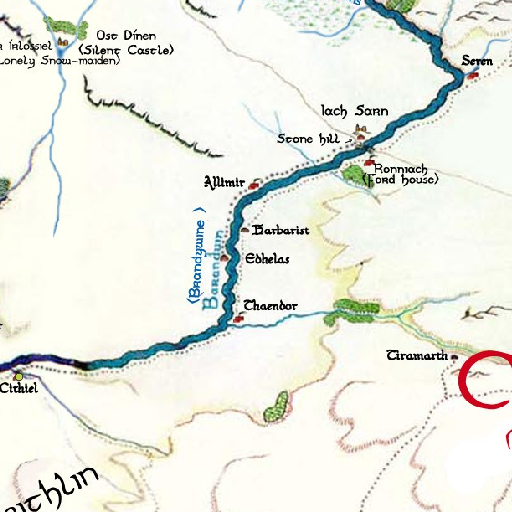 Ost Dínen
(Silent Castle)
Lonely Snow-maiden)
Seren
Iach Sann
Stone hill
Ronniach
(Ford house)
Allmir
Barbarist
(Brandywine)
Baranduin
Edhelas
Thaendor
Tiramarth
Cithiel